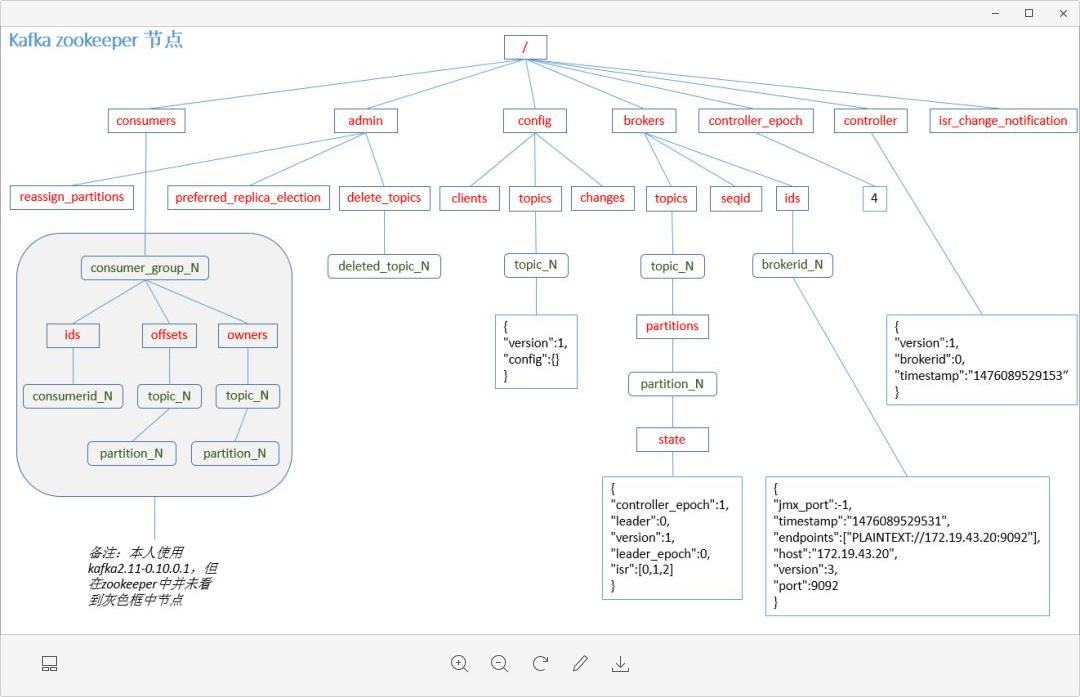 Kafka zookeeper 节点
/
consumers
admin
config
brokers
controller_epoch
controller
isr_change_notification
reassign_partitions
preferred_replica_election
delete_topics
clients
topics
changes
topics
seqid
ids
4
consumer_group_N
deleted_topic_N
topic_N
topic_N
brokerid_N
ids
offsets
owners
consumerid_N
topic_N
topic_N
partition_N
partition_N
备注：本人使用
kafka2.11-0.10.0.1，但
在zookeeper中并未看
到灰色框中节点
{
"version":1,
"config":{}
}
partitions
partition_N
state
{
"controller_epoch":1,
"leader":0,
"version":1,
"leader_epoch":0,
"isr":[0,1,2]
}
{
"jmx_port":-1,
"timestamp":"1476089529531",
"endpoints":["PLAINTEXT://172.19.43.20:9092"],
"host":"172.19.43.20",
"version":3,
"port":9092
}
{
"version":1,
"brokerid":0,
"timestamp":"1476089529153“
}